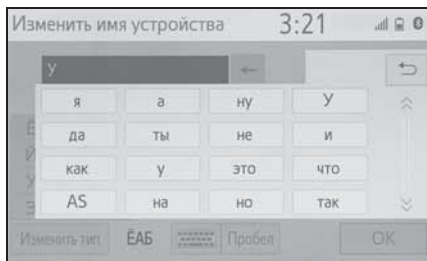 Изменить имя устройства 3:21
У
я а ну У
да ты не и
как у это что
AS на но так
Изменить тип ЁАБ Пробел OK